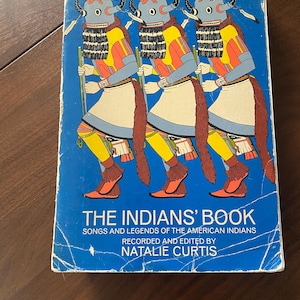 THE INDIANS' BOOK
SONGS AND LEGENDS OF THE AMERICAN INDIANS
RECORDED AND EDITED BY
NATALIE CURTIS